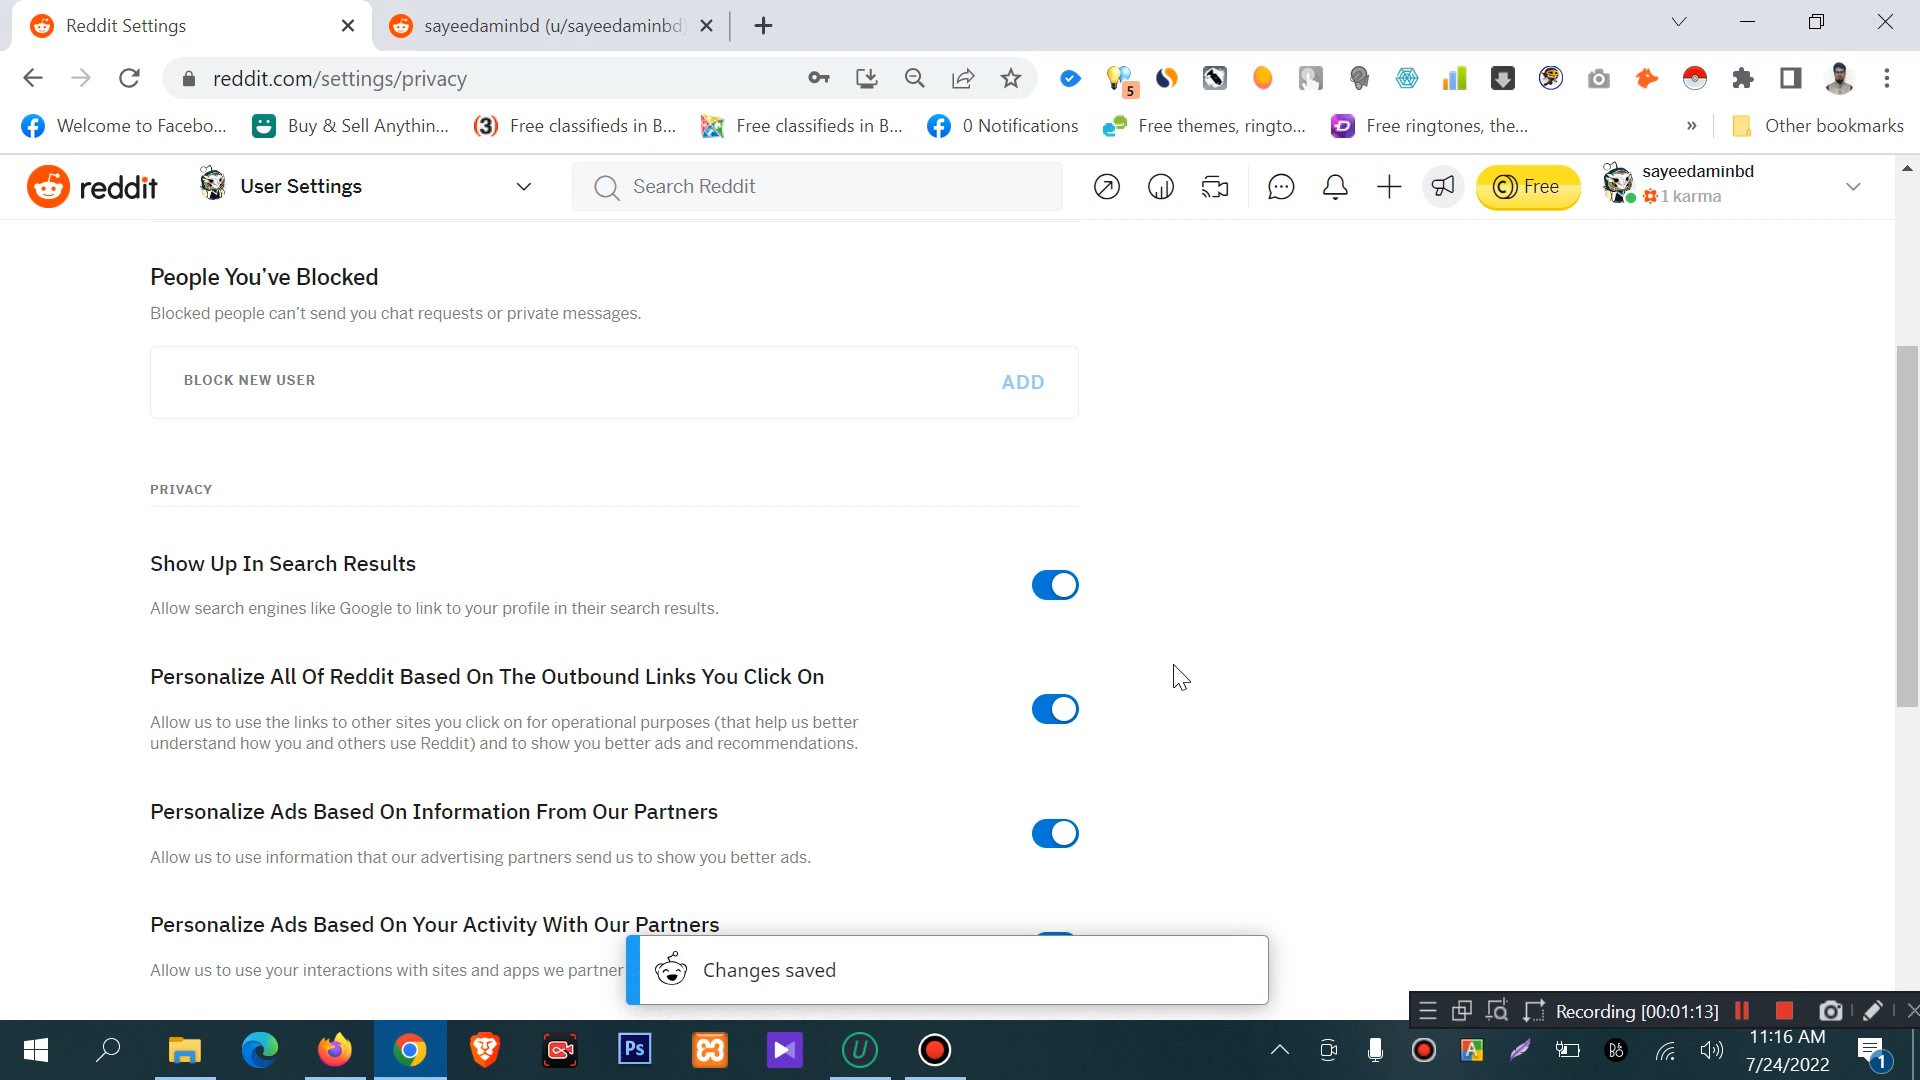 Reddit Settings
sayeedaminbd (u/sayeedaminbd)
reddit.com/settings/privacy
5
Welcome to Facebo...
Buy & Sell Anythin...
(3)
Free classifieds in B...
Free classifieds in B...
0 Notifications
Free themes, ringto...
Free ringtones, the...
»
Other bookmarks
reddit
User Settings
Search Reddit
Free
sayeedaminbd
1 karma
People You've Blocked
Blocked people can't send you chat requests or private messages.
BLOCK NEW USER
ADD
PRIVACY
Show Up In Search Results
Allow search engines like Google to link to your profile in their search results.
Personalize All Of Reddit Based On The Outbound Links You Click On
Allow us to use the links to other sites you click on for operational purposes (that help us better
understand how you and others use Reddit) and to show you better ads and recommendations.
Personalize Ads Based On Information From Our Partners
Allow us to use information that our advertising partners send us to show you better ads.
Personalize Ads Based On Your Activity With Our Partners
Allow us to use your interactions with sites and apps we partner
Changes saved
Recording [00:01:13]
Ps
A
11:16 AM
7/24/2022
1